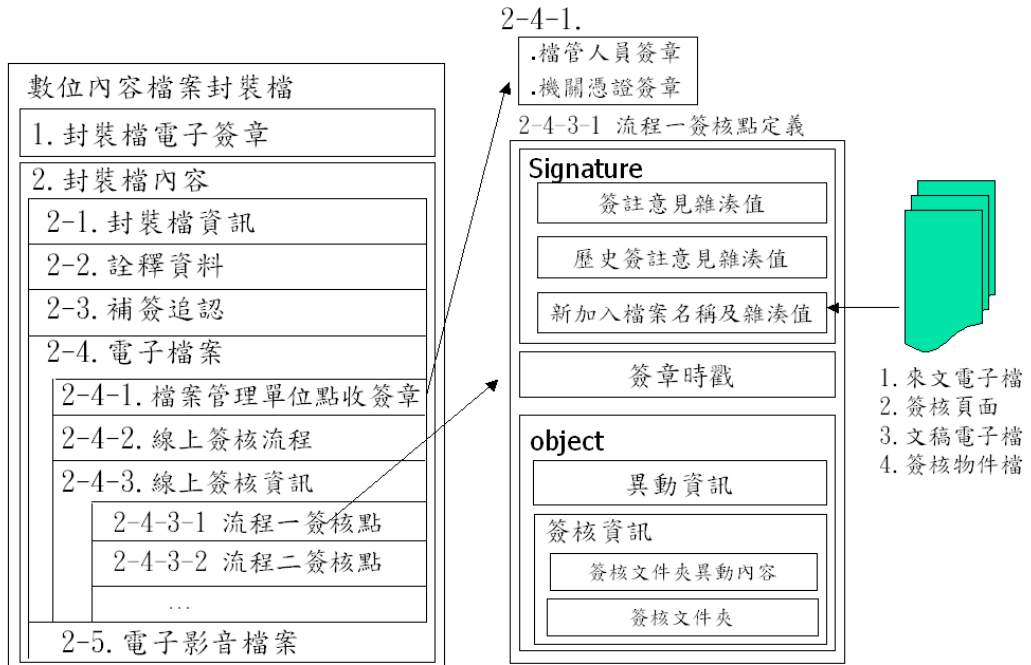 數位內容檔案封裝檔
1.封裝檔電子簽章
2.封裝檔內容
2-1.封裝檔資訊
2-2.詮釋資料
2-3.補簽追認
2-4.電子檔案
2-4-1.檔案管理單位點收簽章
2-4-2.線上簽核流程
2-4-3.線上簽核資訊
2-4-3-1 流程一簽核點
2-4-3-2 流程二簽核點
...
2-5.電子影音檔案
2-4-1.
.檔管人員簽章
.機關憑證簽章
2-4-3-1 流程一簽核點定義
Signature
簽註意見雜湊值
歷史簽註意見雜湊值
新加入檔案名稱及雜湊值
簽章時戳
object
異動資訊
簽核資訊
簽核文件夾異動內容
簽核文件夾
1.來文電子檔
2.簽核頁面
3.文稿電子檔
4.簽核物件檔